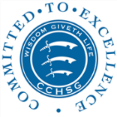 COMMITTED • TO • EXCELLENCE •
WISDOM GIVETH LIFE
CCHSG